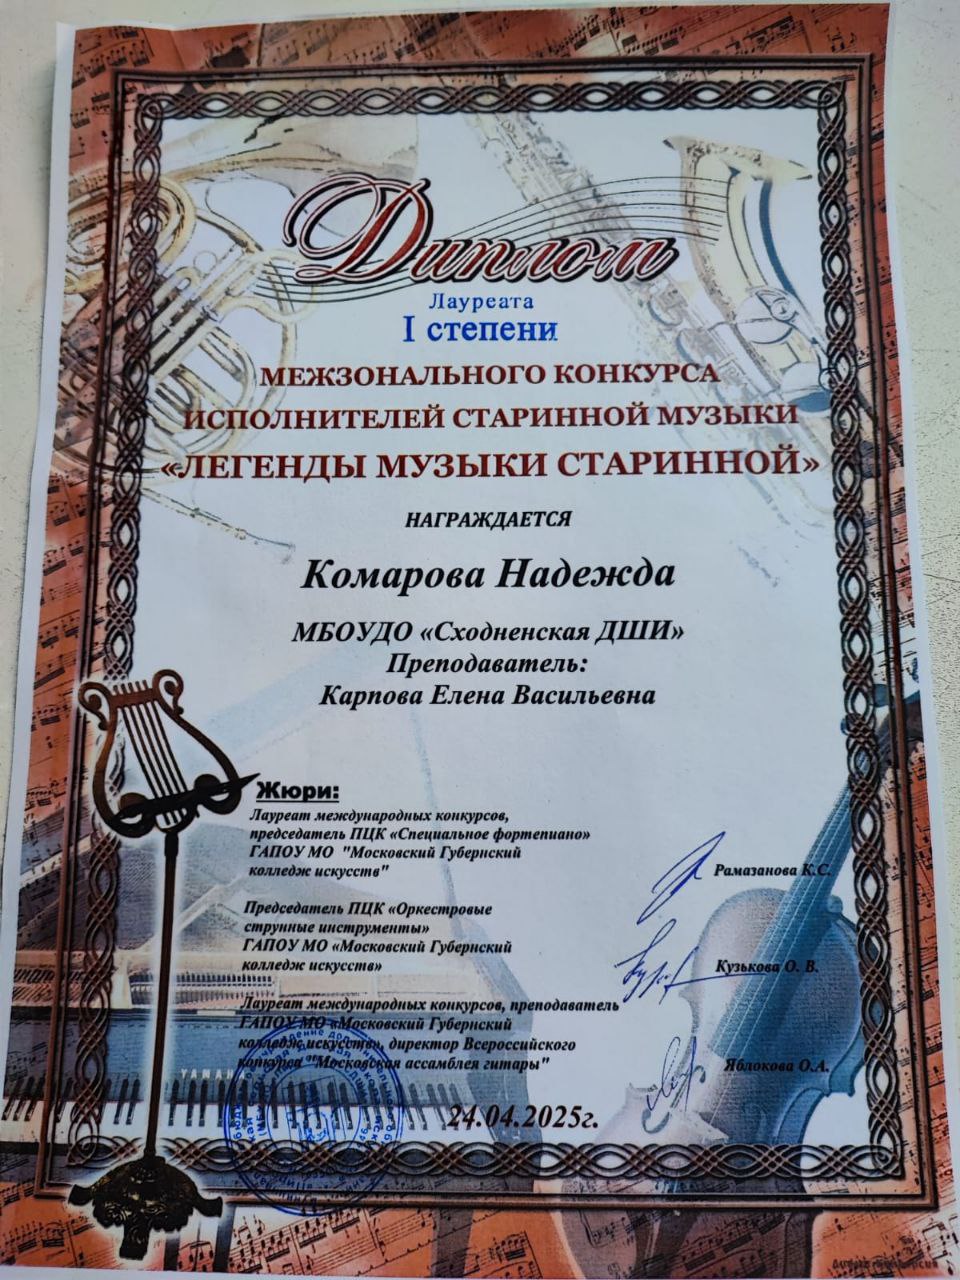 Диплом
Лауреата
I степени
МЕЖЗОНАЛЬНОГО КОНКУРСА
ИСПОЛНИТЕЛЕЙ СТАРИННОЙ МУЗЫКИ
«ЛЕГЕНДЫ МУЗЫКИ СТАРИННОЙ»
НАГРАЖДАЕТСЯ
Комарова Надежда
МБОУДО «Сходненская ДШИ»
Преподаватель:
Карпова Елена Васильевна
Жюри:
Лауреат международных конкурсов,
председатель ПЦК «Специальное фортепиано»
ГАПОУ МО "Московский Губернский
колледж искусств"
Рамазанова К.С.
Председатель ПЦК «Оркестровые
струнные инструменты»
ГАПОУ МО «Московский Губернский
колледж искусств»
Кузькова О. В.
Лауреат международных конкурсов, преподаватель
ГАПОУ МО «Московский Губернский
колледж искусств», директор Всероссийского
конкурса "Московская ассамблея гитары"
Яблокова О.А.
YAMAHA
24.04.2025г.